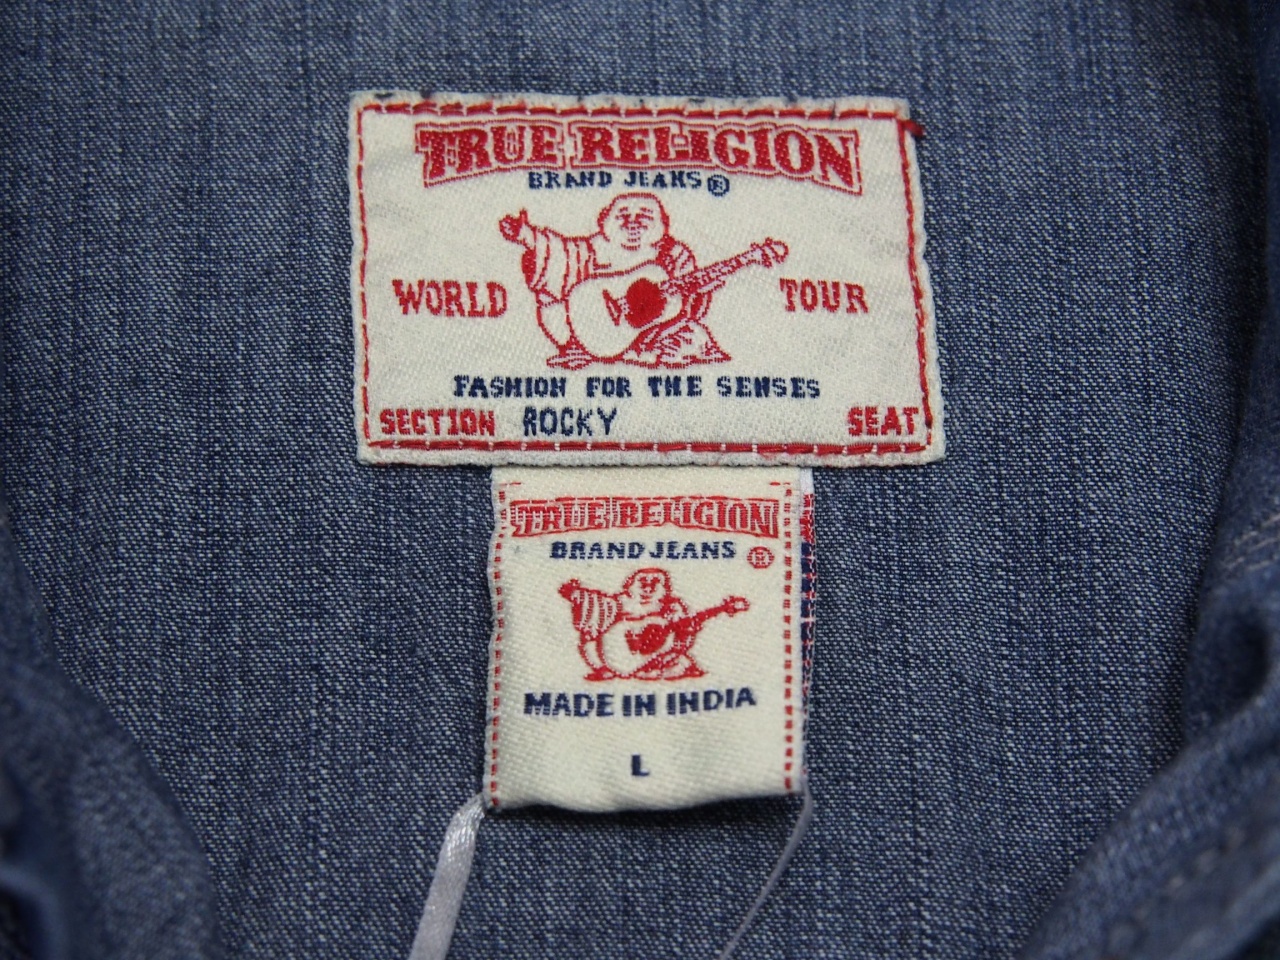 TRUE RELIGION
BRAND JEANS ®
WORLD TOUR
FASHION FOR THE SENSES
SECTION ROCKY SEAT
TRUE RELIGION
BRAND JEANS ®
MADE IN INDIA
L